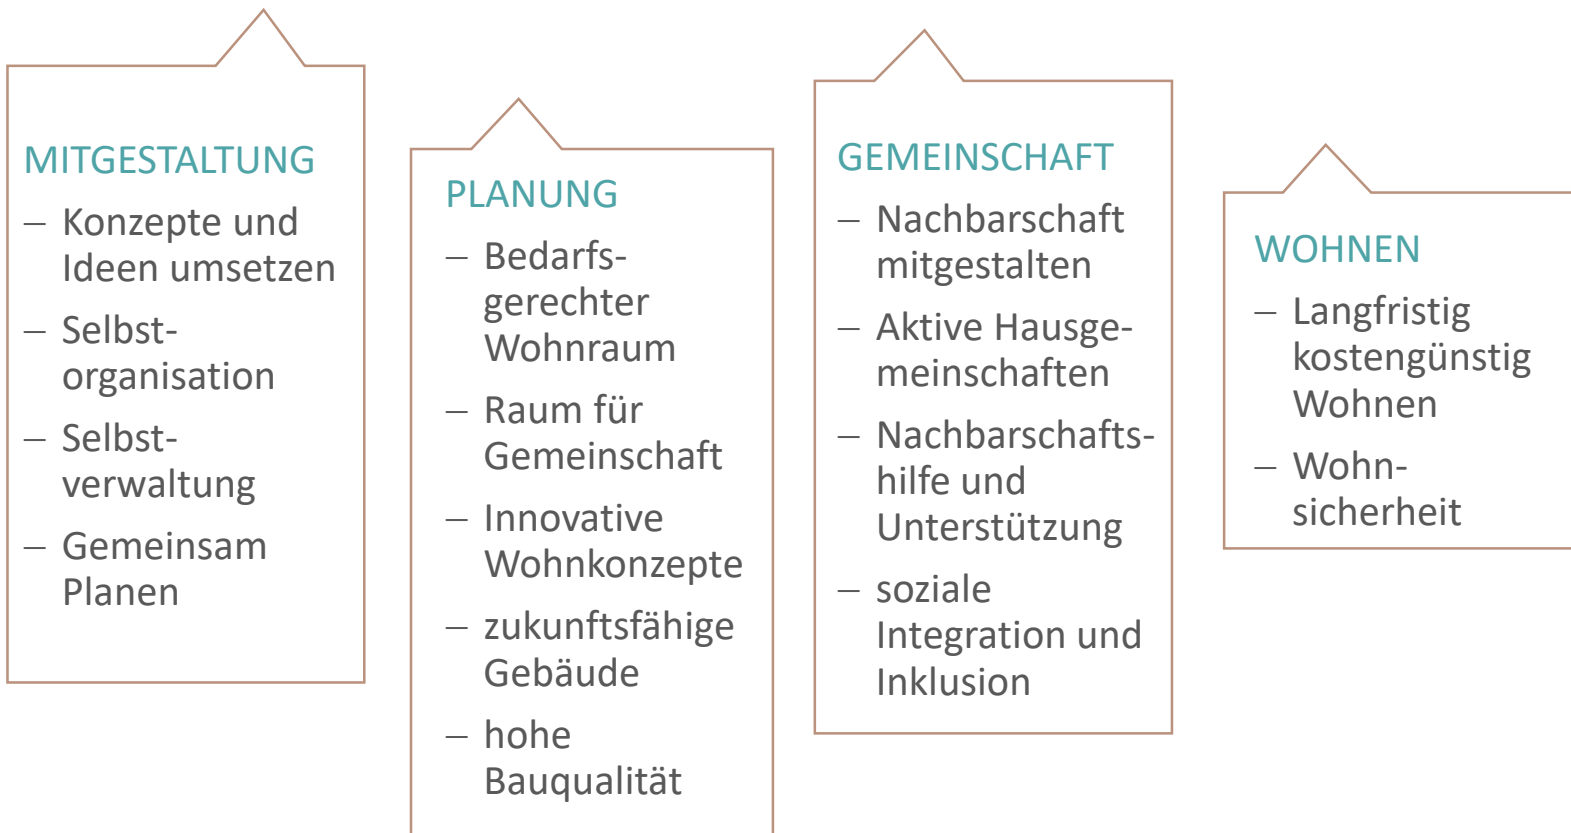 MITGESTALTUNG
– Konzepte und
Ideen umsetzen
– Selbst-
organisation
– Selbst-
verwaltung
– Gemeinsam
Planen
PLANUNG
– Bedarfs-
gerechter
Wohnraum
– Raum für
Gemeinschaft
– Innovative
Wohnkonzepte
– zukunftsfähige
Gebäude
– hohe
Bauqualität
GEMEINSCHAFT
– Nachbarschaft
mitgestalten
– Aktive Hausge-
meinschaften
– Nachbarschafts-
hilfe und
Unterstützung
– soziale
Integration und
Inklusion
WOHNEN
– Langfristig
kostengünstig
Wohnen
– Wohn-
sicherheit